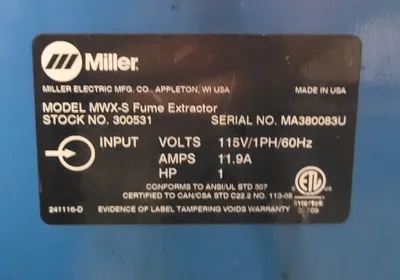 Miller
MILLER ELECTRIC MFG. CO., APPLETON, WI USA MADE IN USA
MODEL MWX-S Fume Extractor
STOCK NO. 300531 SERIAL NO. MA380083U
INPUT VOLTS 115V/1PH/60Hz
AMPS 11.9A
HP 1
CONFORMS TO ANSI/UL STD 507
CERTIFIED TO CAN/CSA STD C22.2 NO. 113-08
ETL
Intertek
241116-D EVIDENCE OF LABEL TAMPERING VOIDS WARRANTY